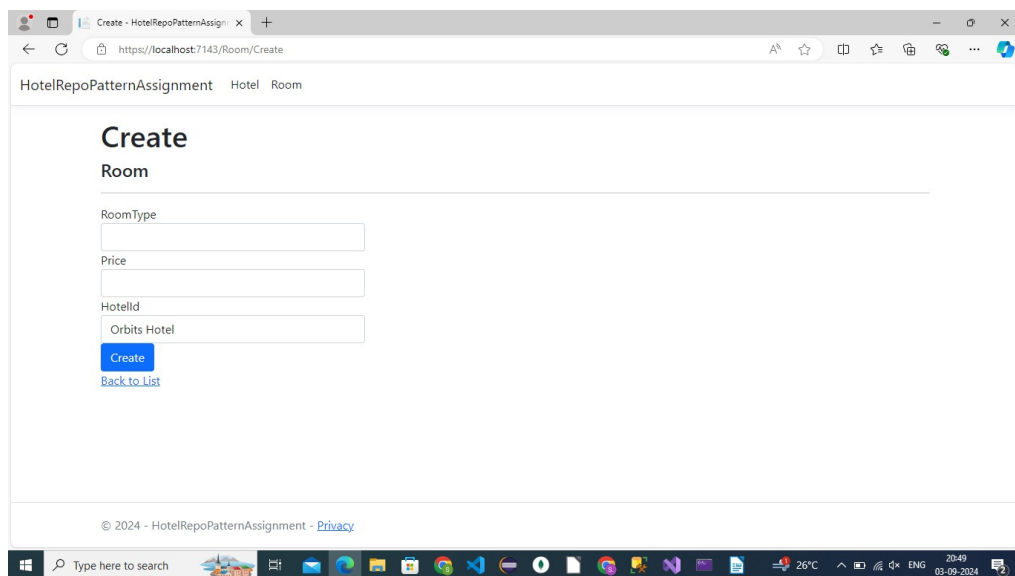 Create - HotelRepoPatternAssign
https://localhost:7143/Room/Create
HotelRepoPatternAssignment Hotel Room
Create
Room
RoomType
Price
HotelId
Orbits Hotel
Create
Back to List
© 2024 - HotelRepoPatternAssignment - Privacy
Type here to search
26°C ENG 20:49
03-09-2024